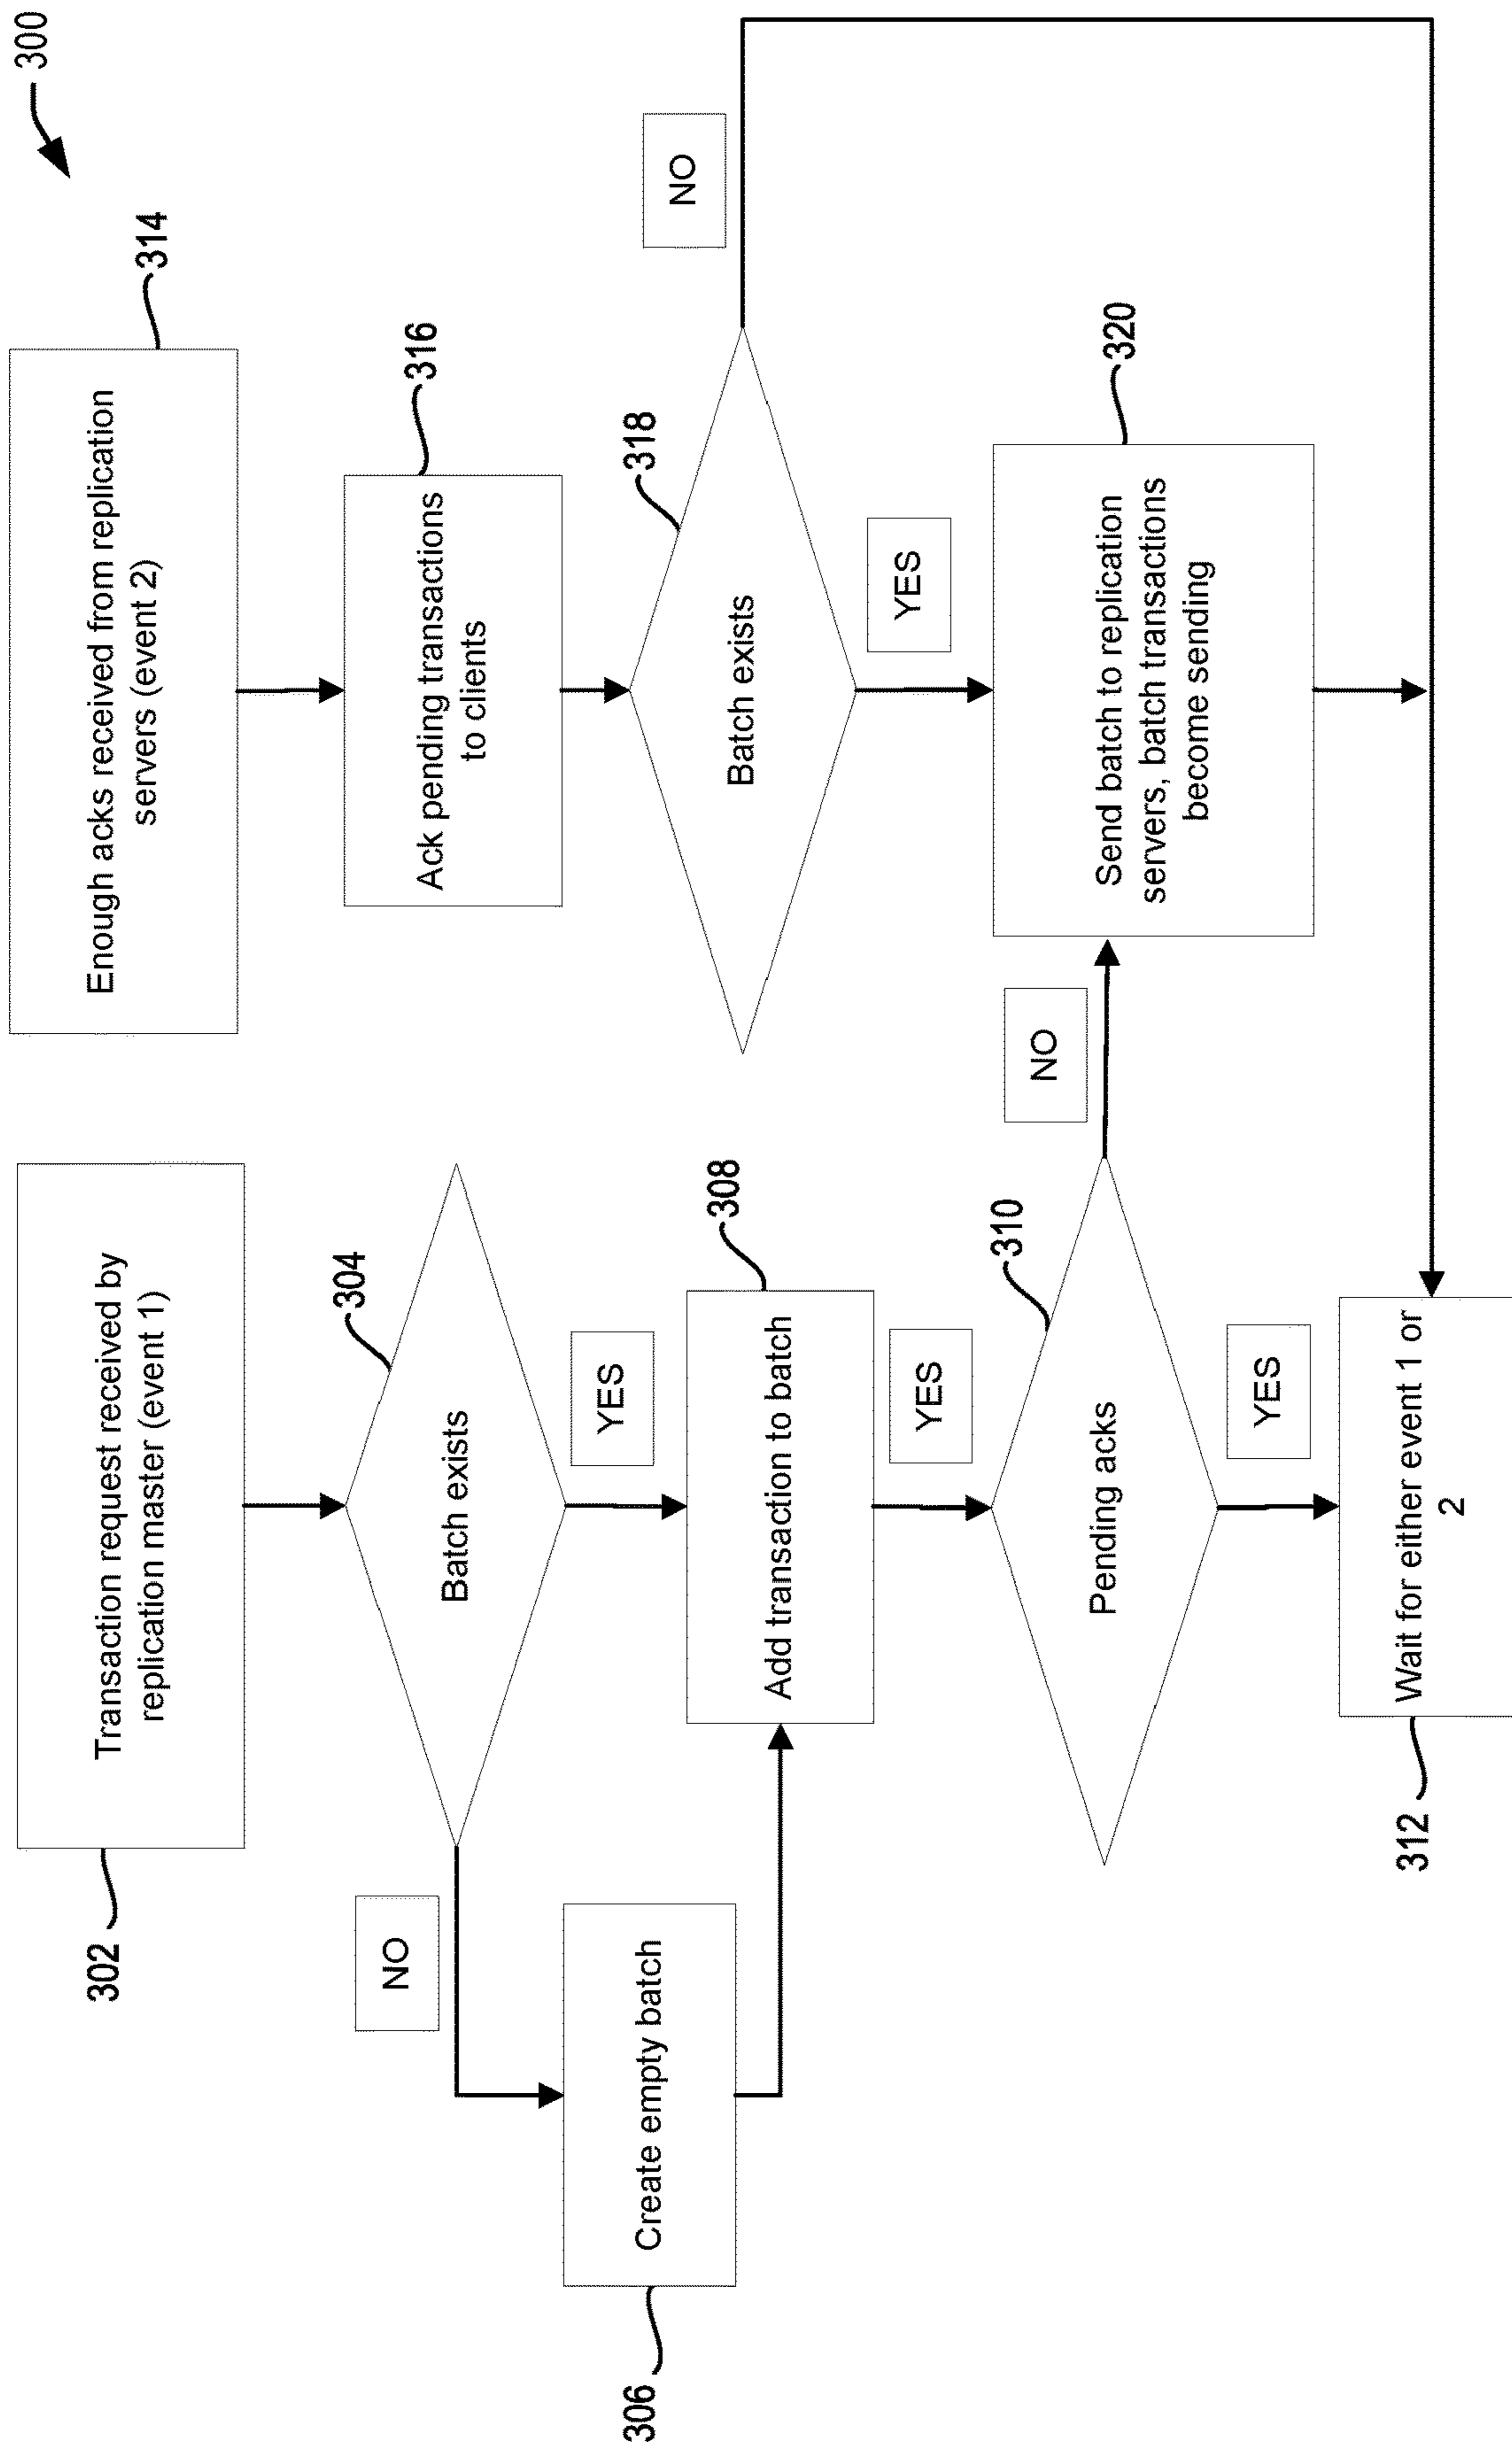 300
Transaction request received by
replication master (event 1)
302
304
Batch exists
NO
YES
306
Create empty batch
308
Add transaction to batch
YES
310
Pending acks
NO
YES
312
Wait for either event 1 or
2
314
Enough acks received from replication
servers (event 2)
316
Ack pending transactions
to clients
318
Batch exists
NO
YES
320
Send batch to replication
servers, batch transactions
become sending